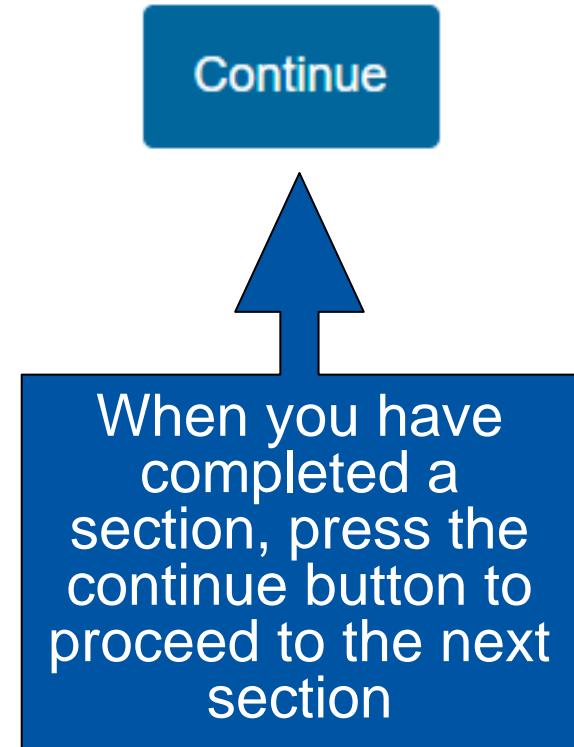 Continue
When you have
completed a
section, press the
continue button to
proceed to the next
section